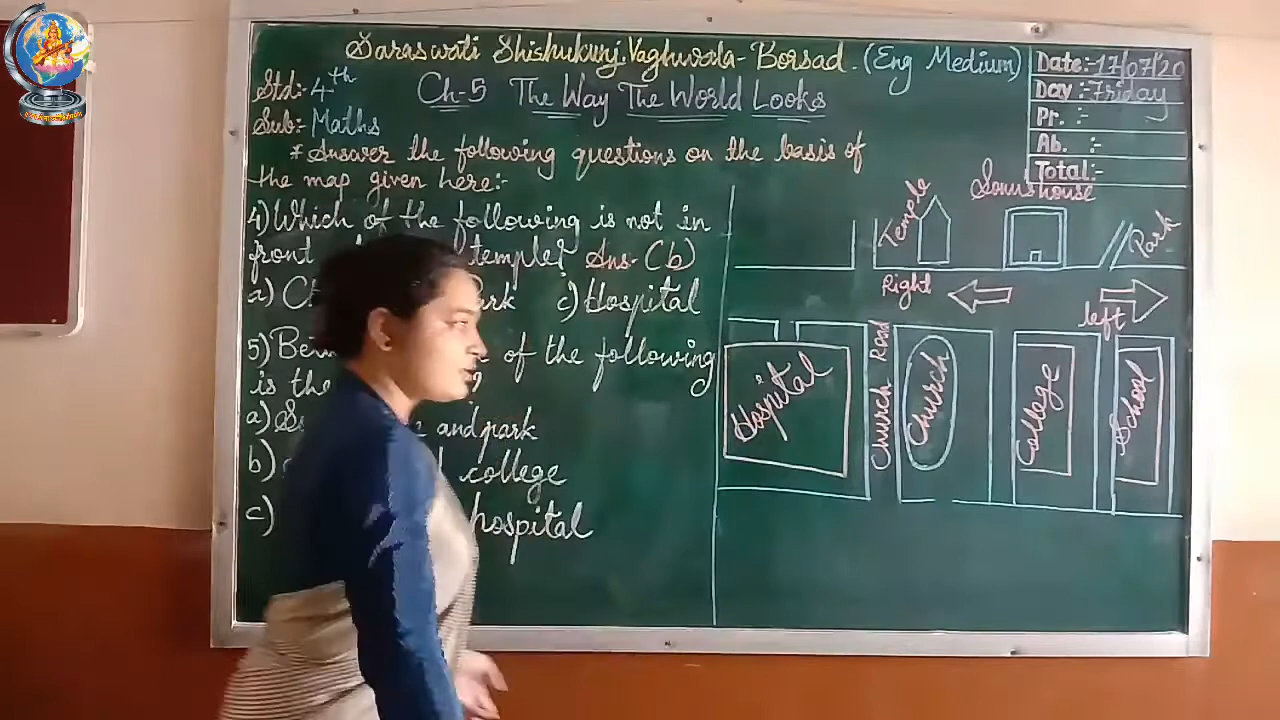 Saraswati Shishukunj, Vaghwala - Borsad. (Eng Medium)
Date:- 17/07/20
Day:- Friday
Pr. :-
Ab. :-
Total:-
Std:- 4th
Ch-5 The Way The World Looks
Sub:- Maths
* Answer the following questions on the basis of
the map given here:-
4) Which of the following is not in
front temple? Ans- (b)
a) c) Hospital
5) of the following
is the
a) and park
b) college
c) hospital
Temple
Sonu's house
Park
Right
left
Hospital
Church Road
Church
College
School